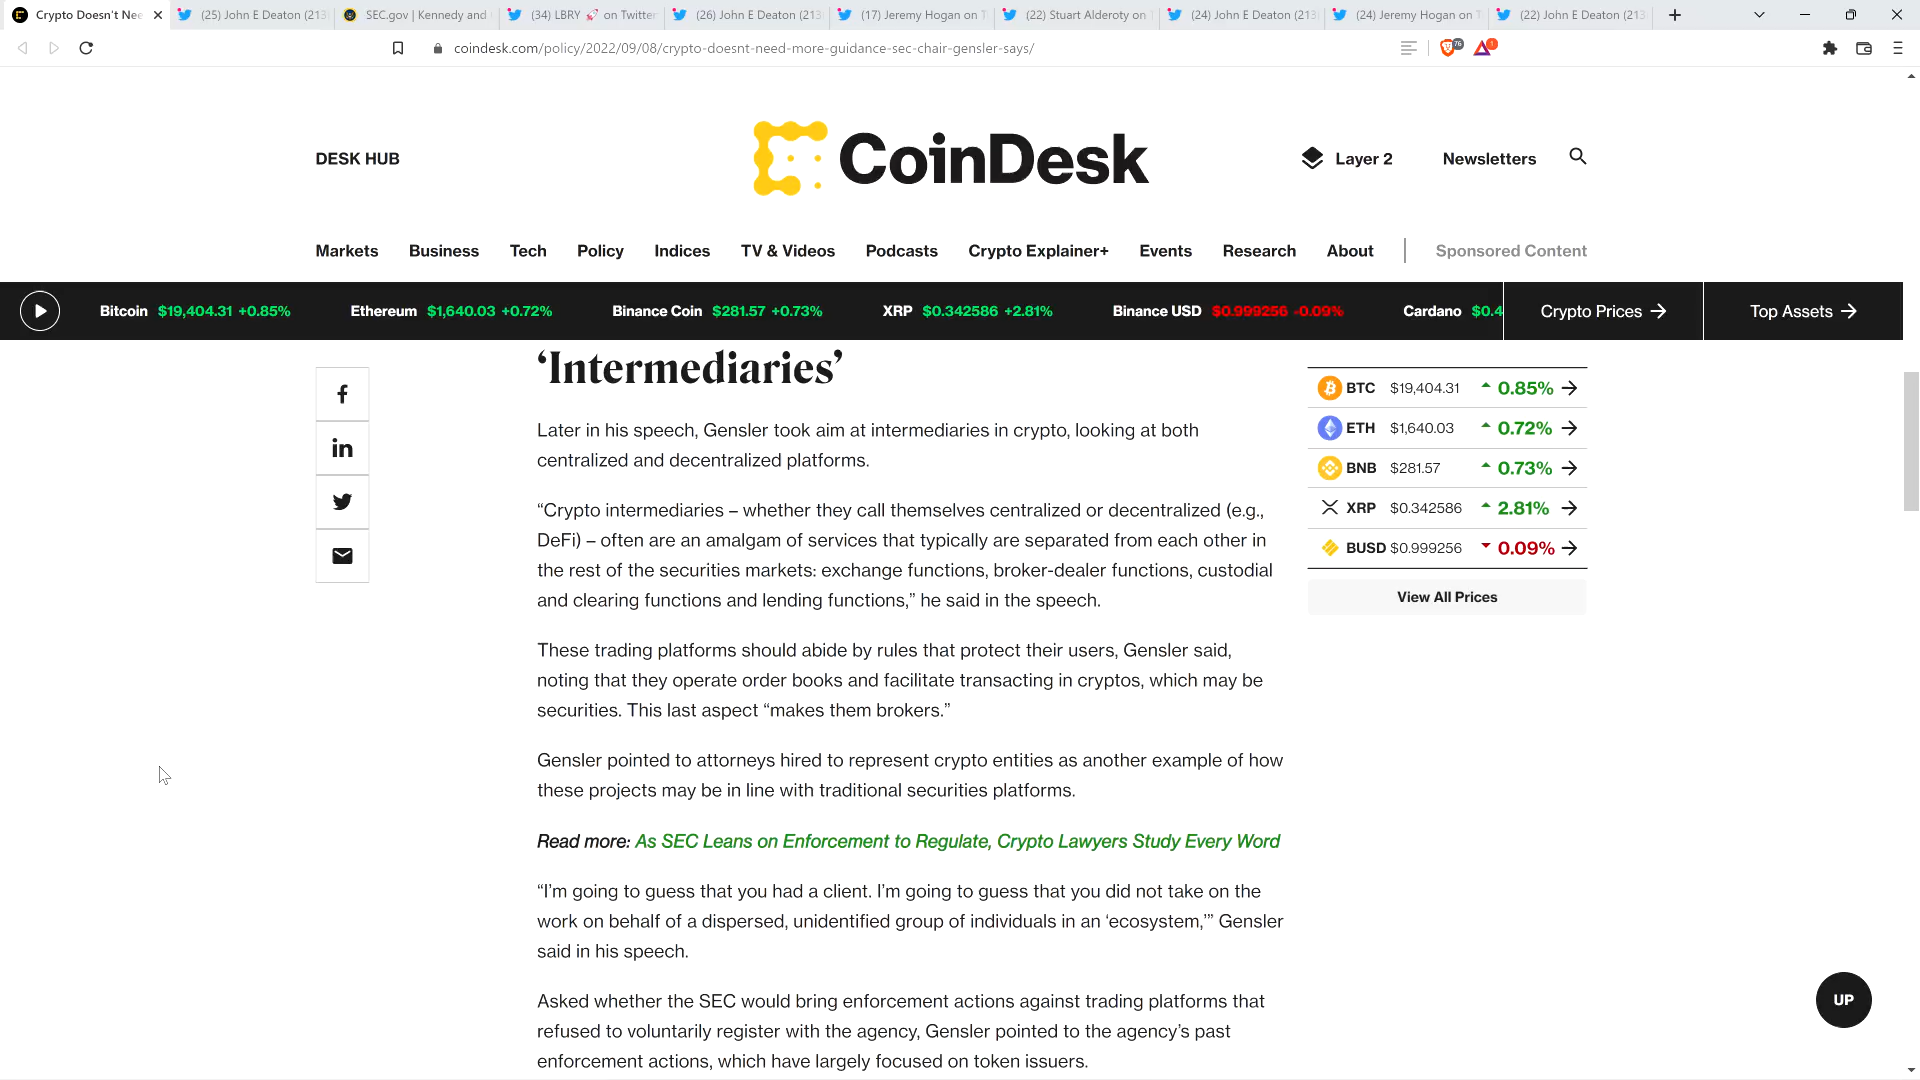 Crypto Doesn't Nee
(25) John E Deaton (213
SEC.gov | Kennedy and
(34) LBRY 🚀 on Twitter
(26) John E Deaton (213
(17) Jeremy Hogan on T
(22) Stuart Alderoty on
(24) John E Deaton (213
(24) Jeremy Hogan on T
(22) John E Deaton (213
coindesk.com/policy/2022/09/08/crypto-doesnt-need-more-guidance-sec-chair-gensler-says/
76
1
DESK HUB
CoinDesk
Layer 2
Newsletters
Markets
Business
Tech
Policy
Indices
TV & Videos
Podcasts
Crypto Explainer+
Events
Research
About
Sponsored Content
Bitcoin $19,404.31 +0.85%
Ethereum $1,640.03 +0.72%
Binance Coin $281.57 +0.73%
XRP $0.342586 +2.81%
Binance USD $0.999256 -0.09%
Cardano $0.4
Crypto Prices
Top Assets
‘Intermediaries’
Later in his speech, Gensler took aim at intermediaries in crypto, looking at both
centralized and decentralized platforms.
“Crypto intermediaries – whether they call themselves centralized or decentralized (e.g.,
DeFi) – often are an amalgam of services that typically are separated from each other in
the rest of the securities markets: exchange functions, broker-dealer functions, custodial
and clearing functions and lending functions,” he said in the speech.
These trading platforms should abide by rules that protect their users, Gensler said,
noting that they operate order books and facilitate transacting in cryptos, which may be
securities. This last aspect “makes them brokers.”
Gensler pointed to attorneys hired to represent crypto entities as another example of how
these projects may be in line with traditional securities platforms.
Read more: As SEC Leans on Enforcement to Regulate, Crypto Lawyers Study Every Word
“I’m going to guess that you had a client. I’m going to guess that you did not take on the
work on behalf of a dispersed, unidentified group of individuals in an ‘ecosystem,’” Gensler
said in his speech.
Asked whether the SEC would bring enforcement actions against trading platforms that
refused to voluntarily register with the agency, Gensler pointed to the agency’s past
enforcement actions, which have largely focused on token issuers.
BTC $19,404.31 0.85%
ETH $1,640.03 0.72%
BNB $281.57 0.73%
XRP $0.342586 2.81%
BUSD $0.999256 0.09%
View All Prices
UP